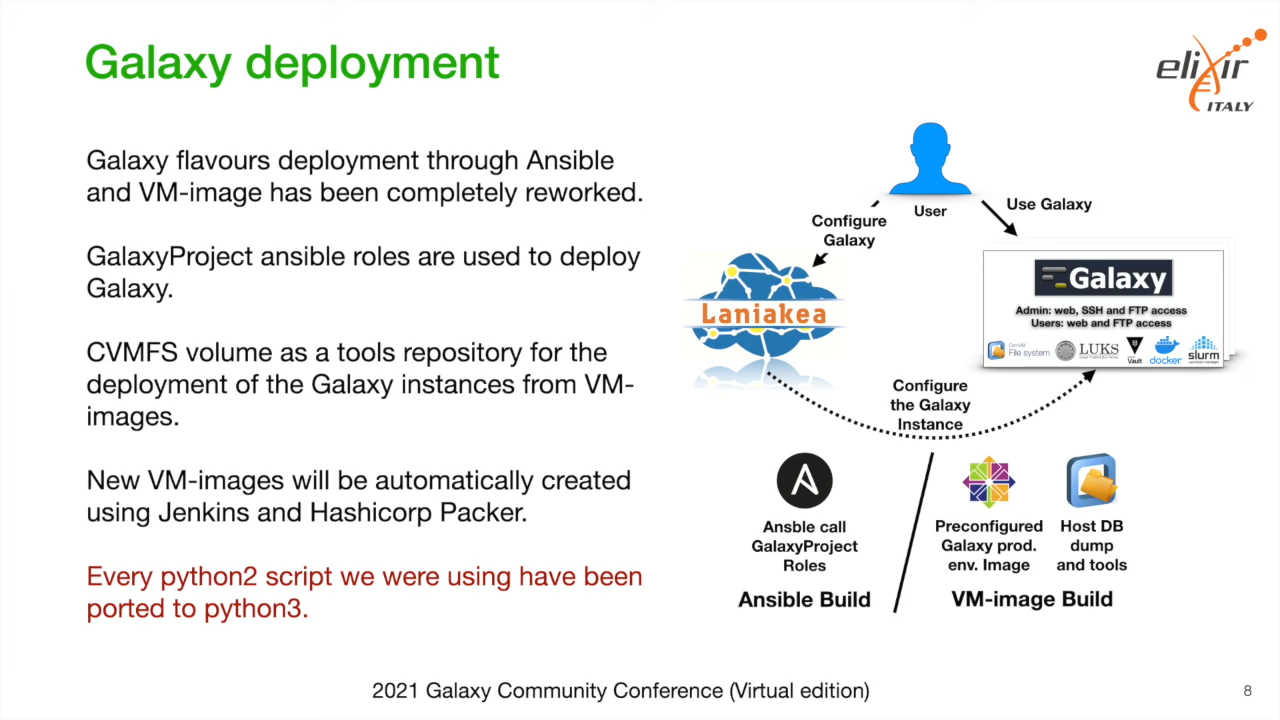 Galaxy deployment
elixir
ITALY
Galaxy flavours deployment through Ansible
and VM-image has been completely reworked.
GalaxyProject ansible roles are used to deploy
Galaxy.
CVMFS volume as a tools repository for the
deployment of the Galaxy instances from VM-
images.
New VM-images will be automatically created
using Jenkins and Hashicorp Packer.
Every python2 script we were using have been
ported to python3.
User
Configure
Galaxy
Use Galaxy
Laniakea
Galaxy
Admin: web, SSH and FTP access
Users: web and FTP access
CernVM
File system
LUKS
Vault
docker
slurm
Configure
the Galaxy
Instance
Ansble call
GalaxyProject
Roles
Ansible Build
Preconfigured
Galaxy prod.
env. Image
Host DB
dump
and tools
VM-image Build
2021 Galaxy Community Conference (Virtual edition)
8